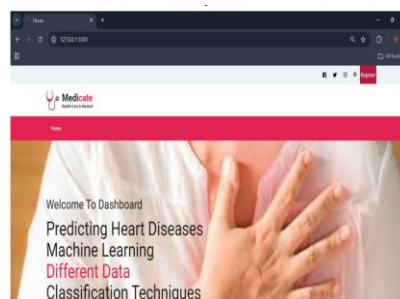 Home
127.0.0.1:5000
Register
Medicate
Health Care & Medical
Home
Welcome To Dashboard
Predicting Heart Diseases
Machine Learning
Different Data
Classification Techniques